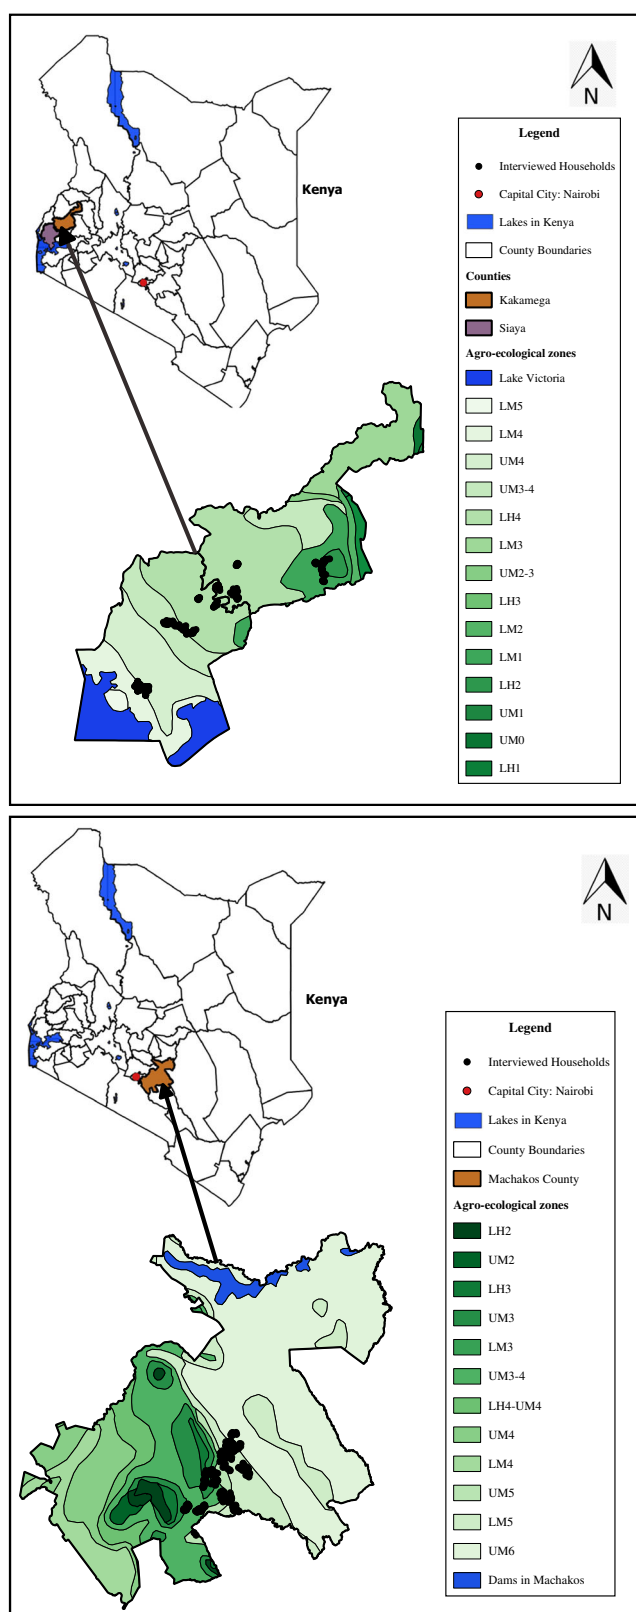 N
Kenya
Legend
Interviewed Households
Capital City: Nairobi
Lakes in Kenya
County Boundaries
Counties
Kakamega
Siaya
Agro-ecological zones
Lake Victoria
LM5
LM4
UM4
UM3-4
LH4
LM3
UM2-3
LH3
LM2
LM1
LH2
UM1
UM0
LH1
N
Kenya
Legend
Interviewed Households
Capital City: Nairobi
Lakes in Kenya
County Boundaries
Machakos County
Agro-ecological zones
LH2
UM2
LH3
UM3
LM3
UM3-4
LH4-UM4
UM4
LM4
UM5
LM5
UM6
Dams in Machakos